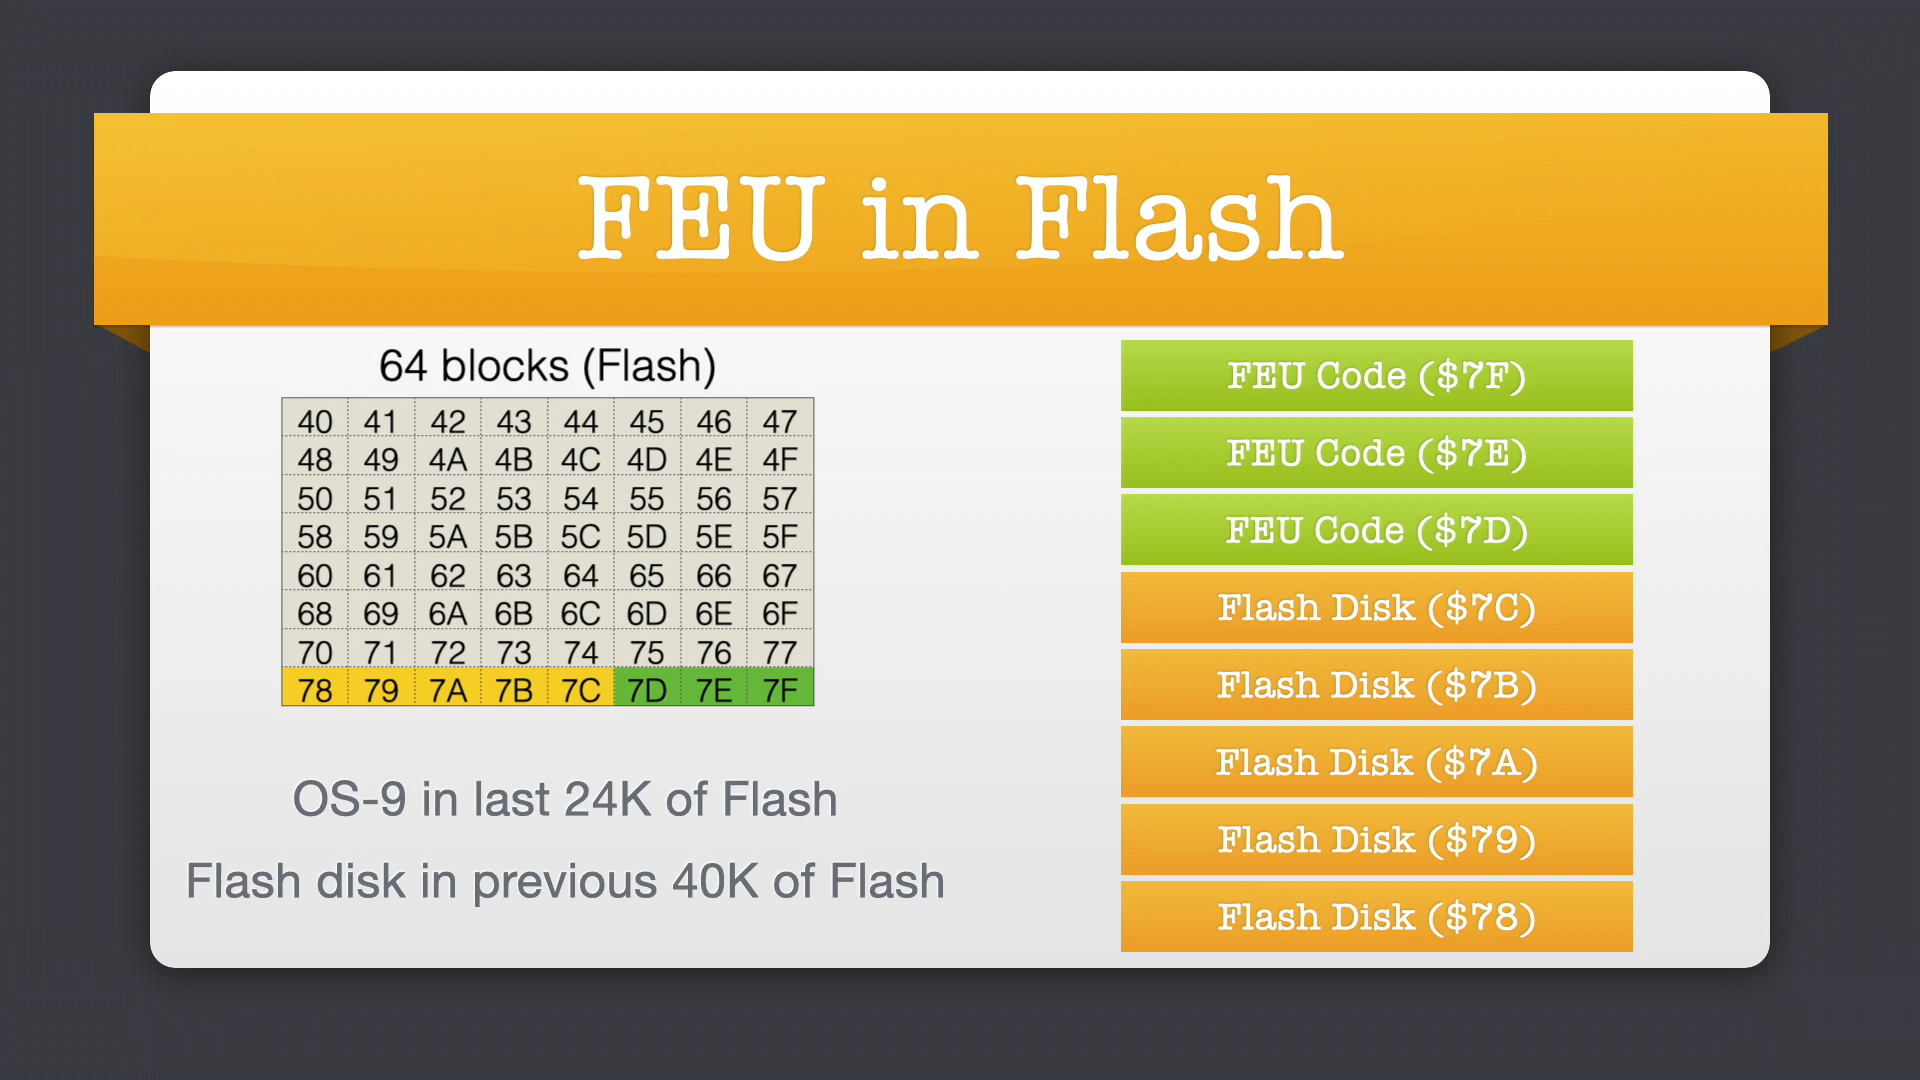 FEU in Flash
64 blocks (Flash)
40 41 42 43 44 45 46 47
48 49 4A 4B 4C 4D 4E 4F
50 51 52 53 54 55 56 57
58 59 5A 5B 5C 5D 5E 5F
60 61 62 63 64 65 66 67
68 69 6A 6B 6C 6D 6E 6F
70 71 72 73 74 75 76 77
78 79 7A 7B 7C 7D 7E 7F
OS-9 in last 24K of Flash
Flash disk in previous 40K of Flash
FEU Code ($7F)
FEU Code ($7E)
FEU Code ($7D)
Flash Disk ($7C)
Flash Disk ($7B)
Flash Disk ($7A)
Flash Disk ($79)
Flash Disk ($78)